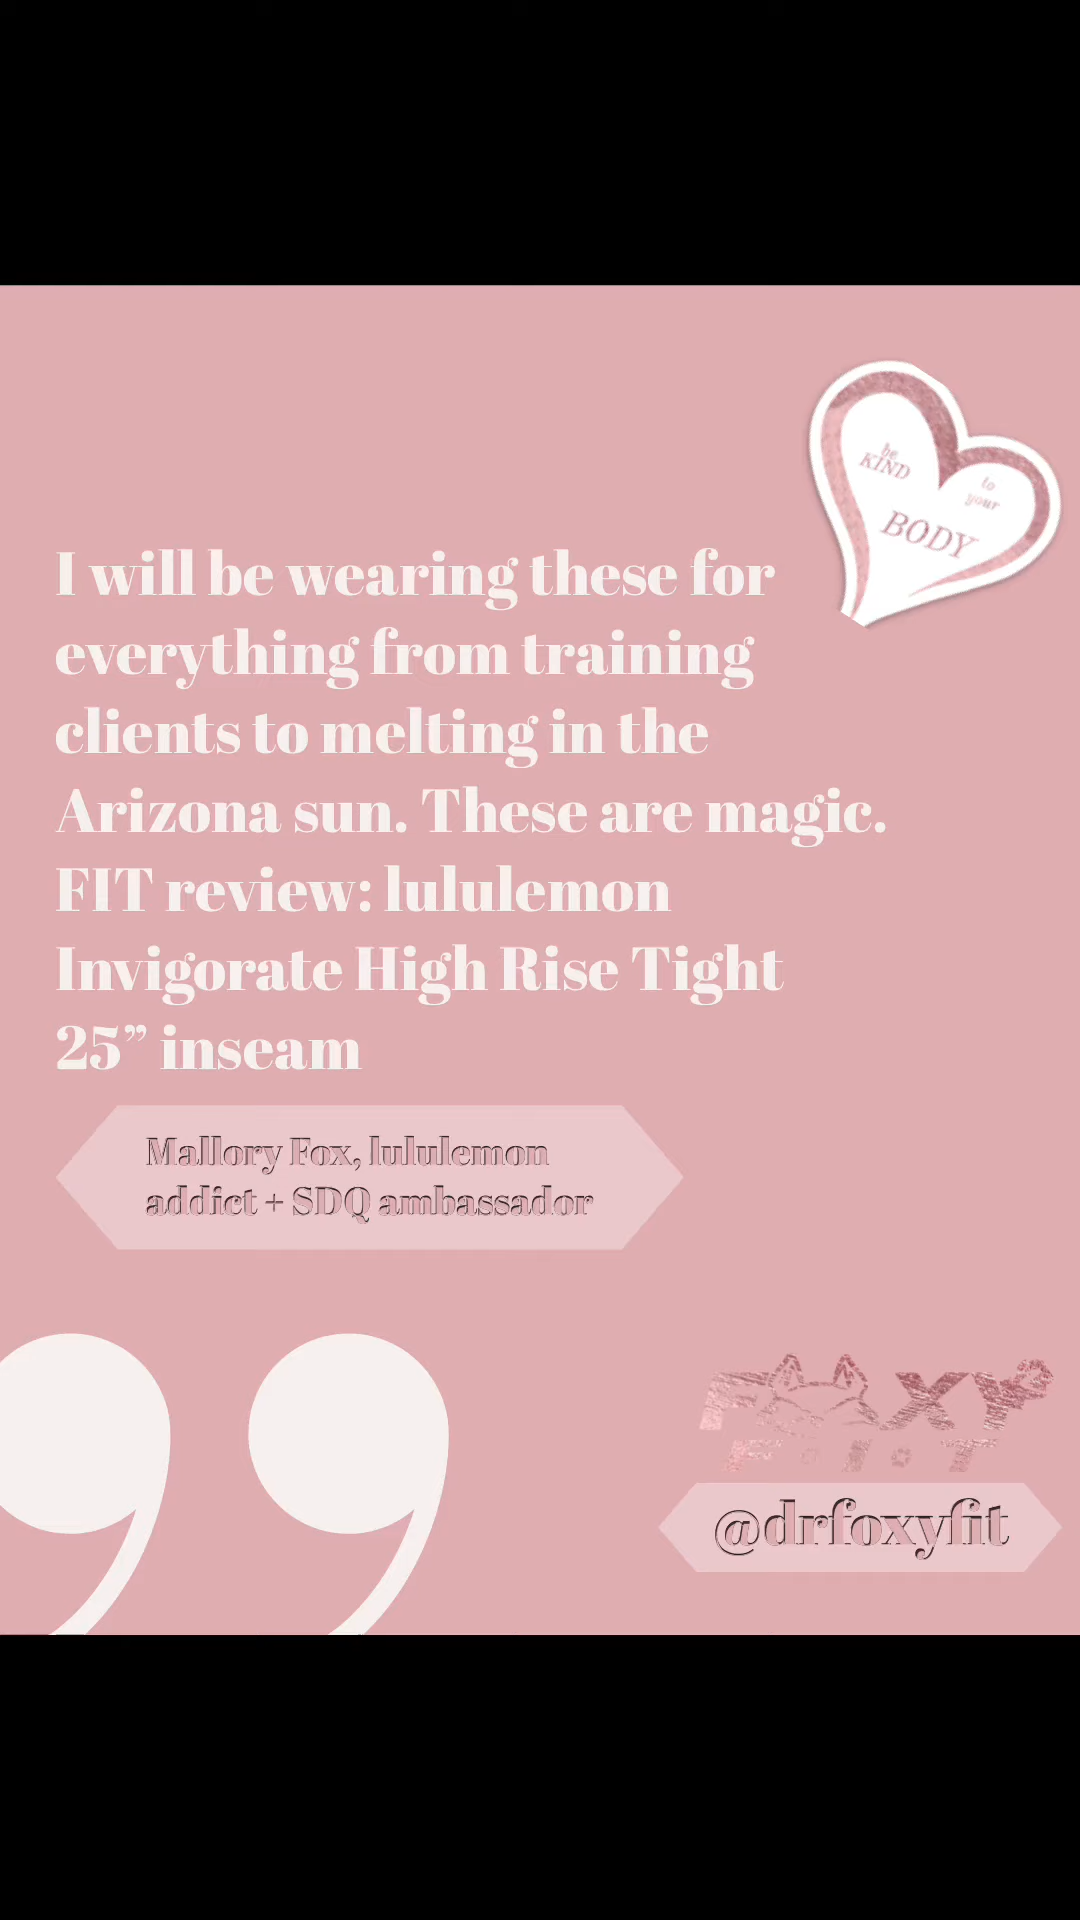 be
KIND
to
your
BODY
I will be wearing these for
everything from training
clients to melting in the
Arizona sun. These are magic.
FIT review: lululemon
Invigorate High Rise Tight
25” inseam
Mallory Fox, lululemon
addict + SDQ ambassador
FOXY
F·I·T
@drfoxyfit